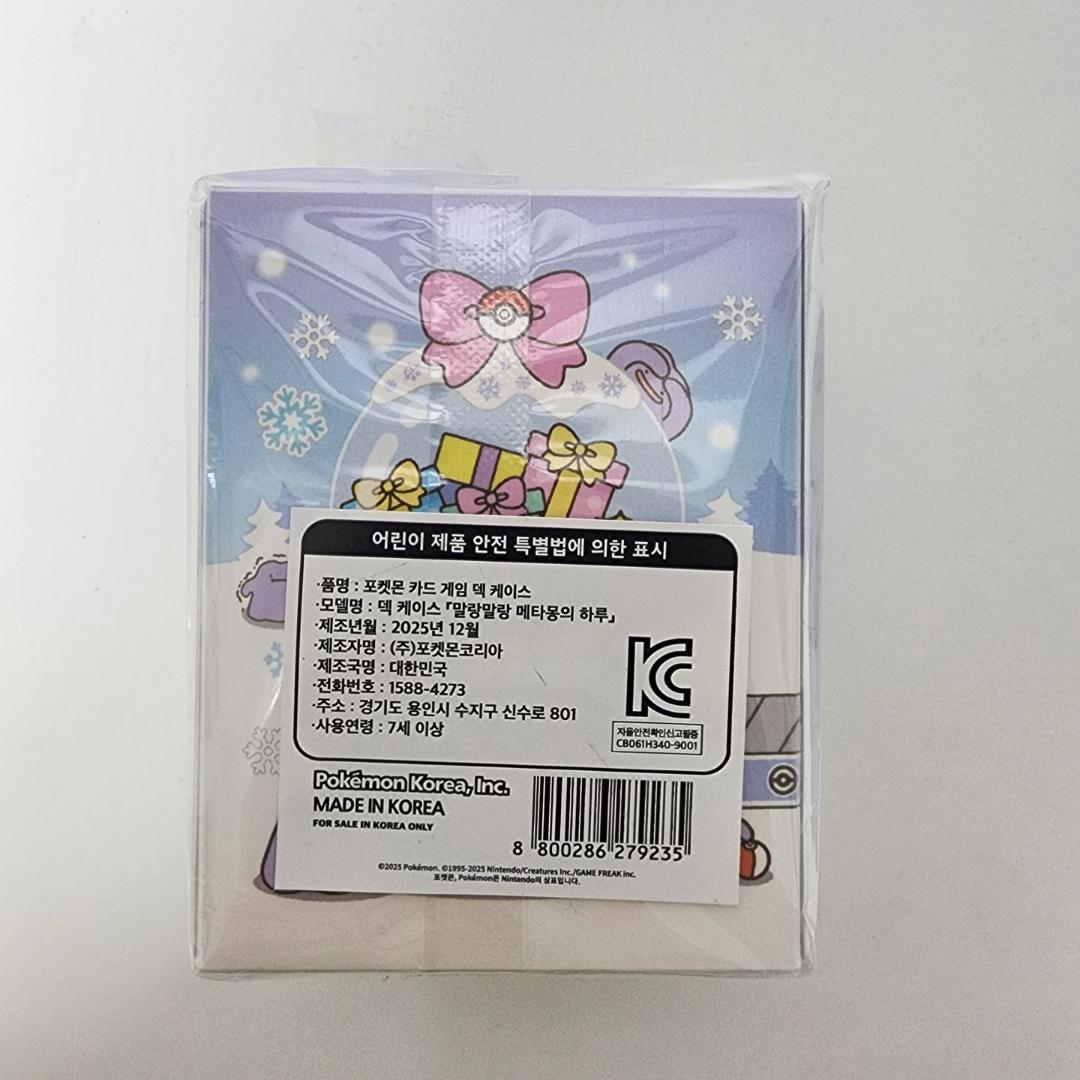 어린이 제품 안전 특별법에 의한 표시
·품명 : 포켓몬 카드 게임 덱 케이스
·모델명 : 덱 케이스 「말랑말랑 메타몽의 하루」
·제조년월 : 2025년 12월
·제조자명 : (주)포켓몬코리아
·제조국명 : 대한민국
·전화번호 : 1588-4273
·주소 : 경기도 용인시 수지구 신수로 801
·사용연령 : 7세 이상
KC
자율안전확인신고필증
CB061H340-9001
Pokémon Korea, Inc.
MADE IN KOREA
FOR SALE IN KOREA ONLY
8 800286 279235
©2025 Pokémon. ©1995-2025 Nintendo/Creatures Inc./GAME FREAK inc.
포켓몬, Pokémon은 Nintendo의 상표입니다.